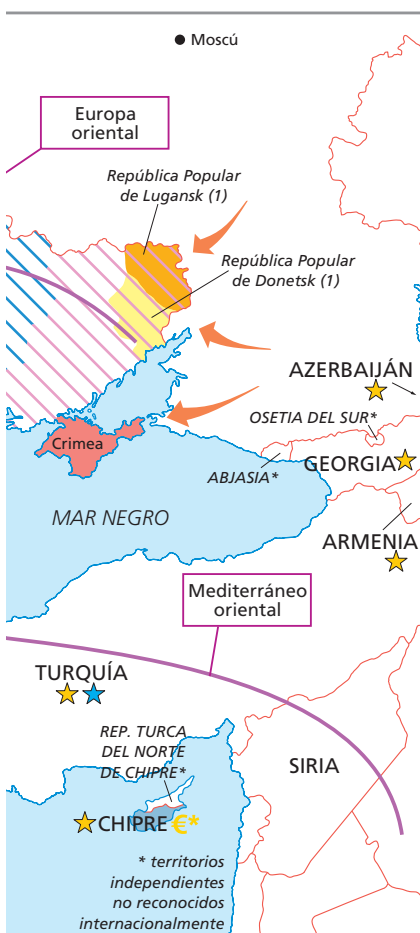 Moscú
Europa
oriental
República Popular
de Lugansk (1)
República Popular
de Donetsk (1)
AZERBAIJÁN
OSETIA DEL SUR*
Crimea
GEORGIA
ABJASIA*
MAR NEGRO
ARMENIA
Mediterráneo
oriental
TURQUÍA
REP. TURCA
DEL NORTE
DE CHIPRE*
SIRIA
CHIPRE €*
* territorios
independientes
no reconocidos
internacionalmente